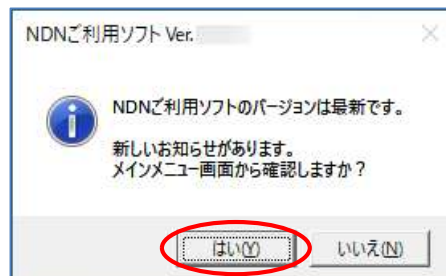 NDNご利用ソフト Ver.
NDNご利用ソフトのバージョンは最新です。
新しいお知らせがあります。
メインメニュー画面から確認しますか？
はい(Y)
いいえ(N)